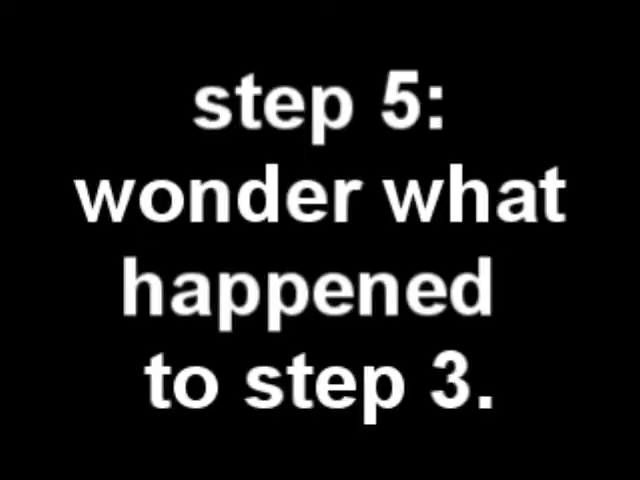 step 5:
wonder what
happened
to step 3.